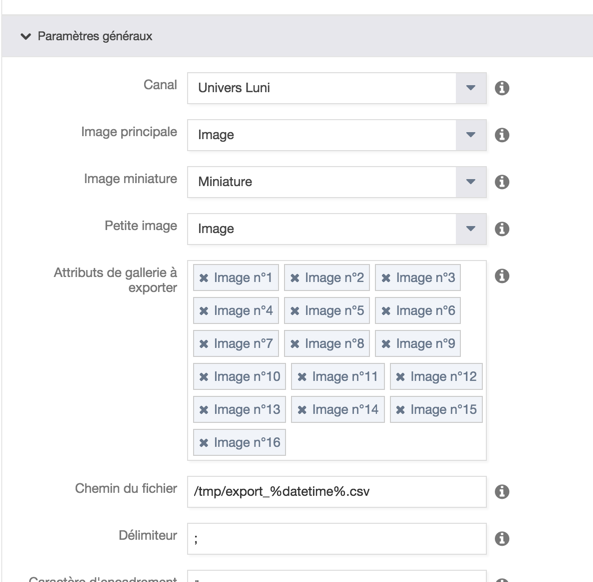 Paramètres généraux
Canal
Univers Luni
Image principale
Image
Image miniature
Miniature
Petite image
Image
Attributs de gallerie à
exporter
Image n°1 Image n°2 Image n°3
Image n°4 Image n°5 Image n°6
Image n°7 Image n°8 Image n°9
Image n°10 Image n°11 Image n°12
Image n°13 Image n°14 Image n°15
Image n°16
Chemin du fichier
/tmp/export_%datetime%.csv
Délimiteur
;
Caractère d'encadrement